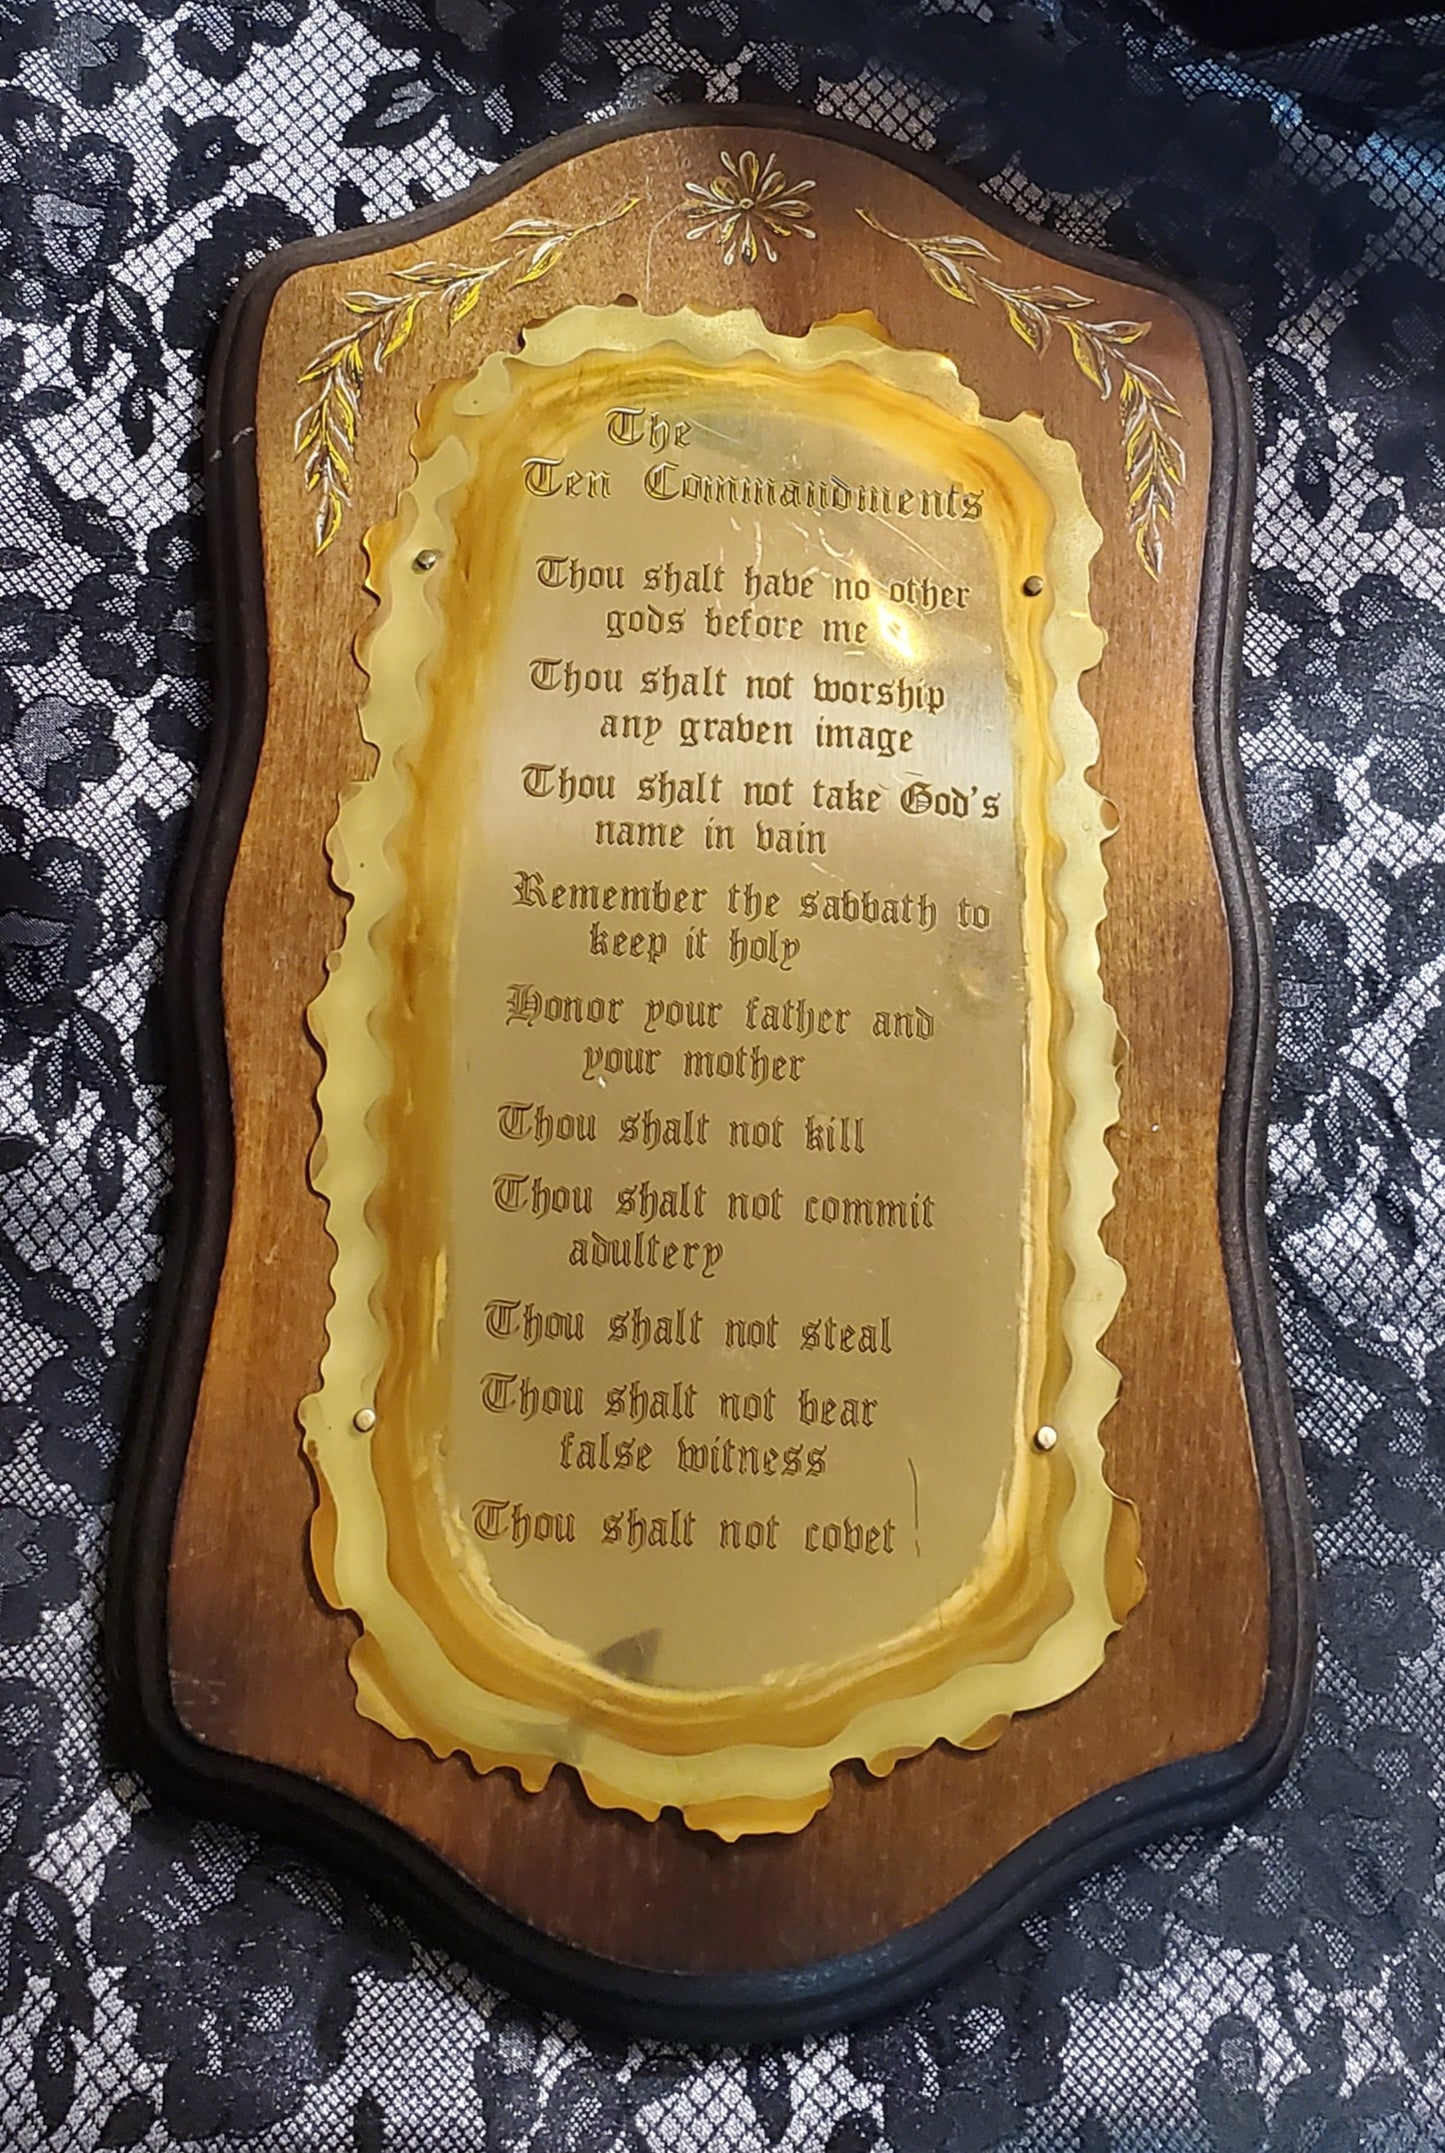 The
Ten Commandments
Thou shalt have no other
gods before me
Thou shalt not worship
any graven image
Thou shalt not take God's
name in vain
Remember the sabbath to
keep it holy
Honor your father and
your mother
Thou shalt not kill
Thou shalt not commit
adultery
Thou shalt not steal
Thou shalt not bear
false witness
Thou shalt not covet